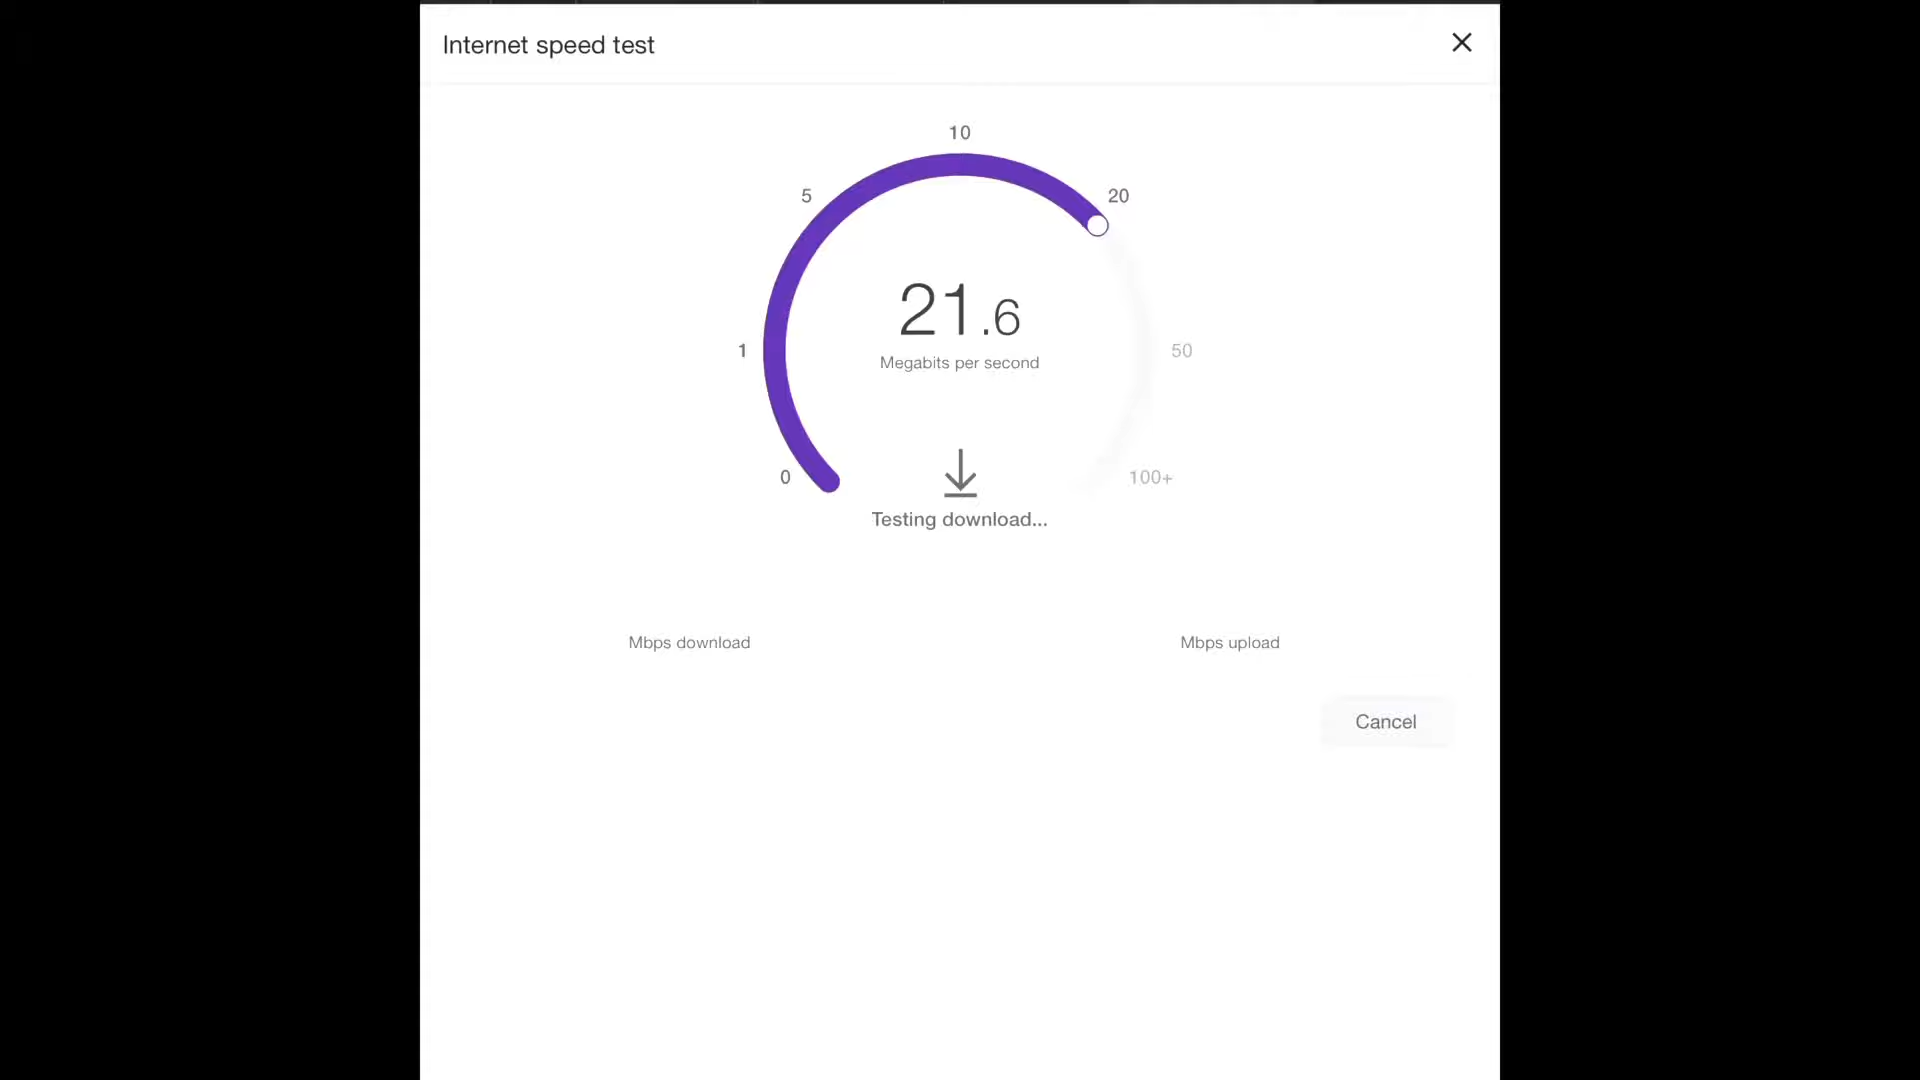 Internet speed test
10
5
20
21.6
1
50
Megabits per second
0
100+
Testing download...
Mbps download
Mbps upload
Cancel